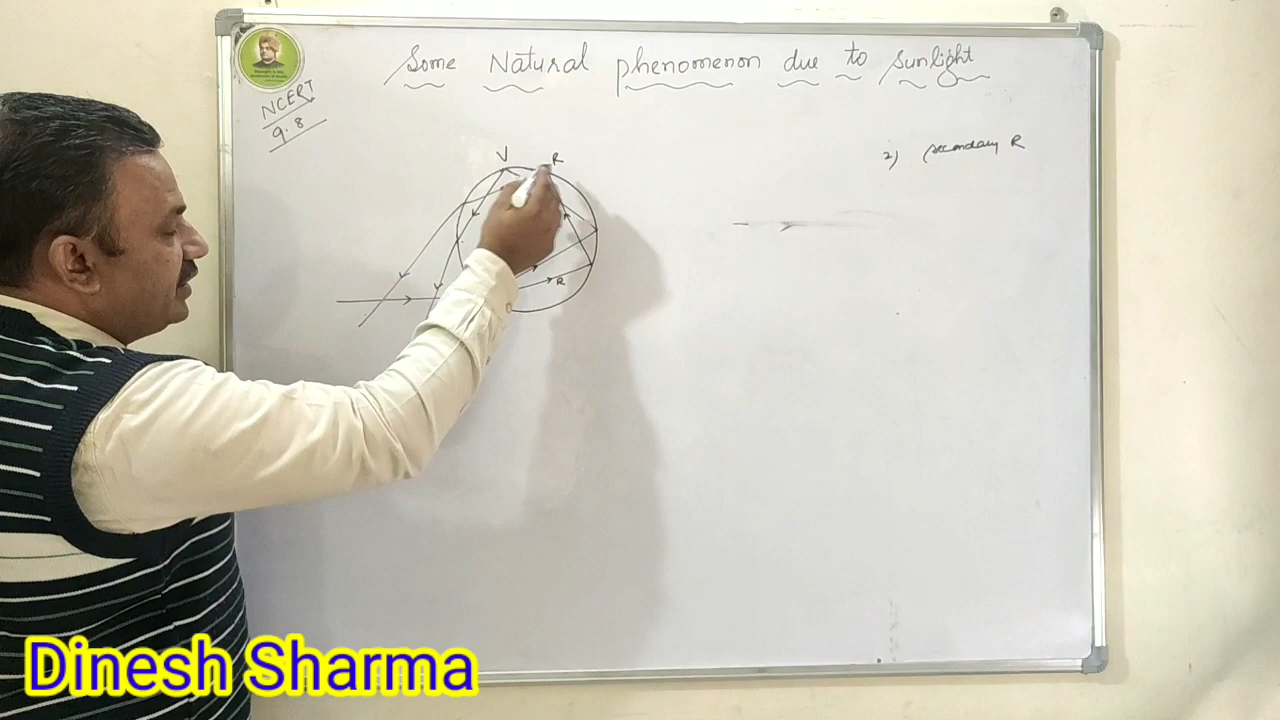 Some Natural phenomenon due to Sunlight
NCERT
9.8
2) secondary R
V
R
R
Dinesh Sharma